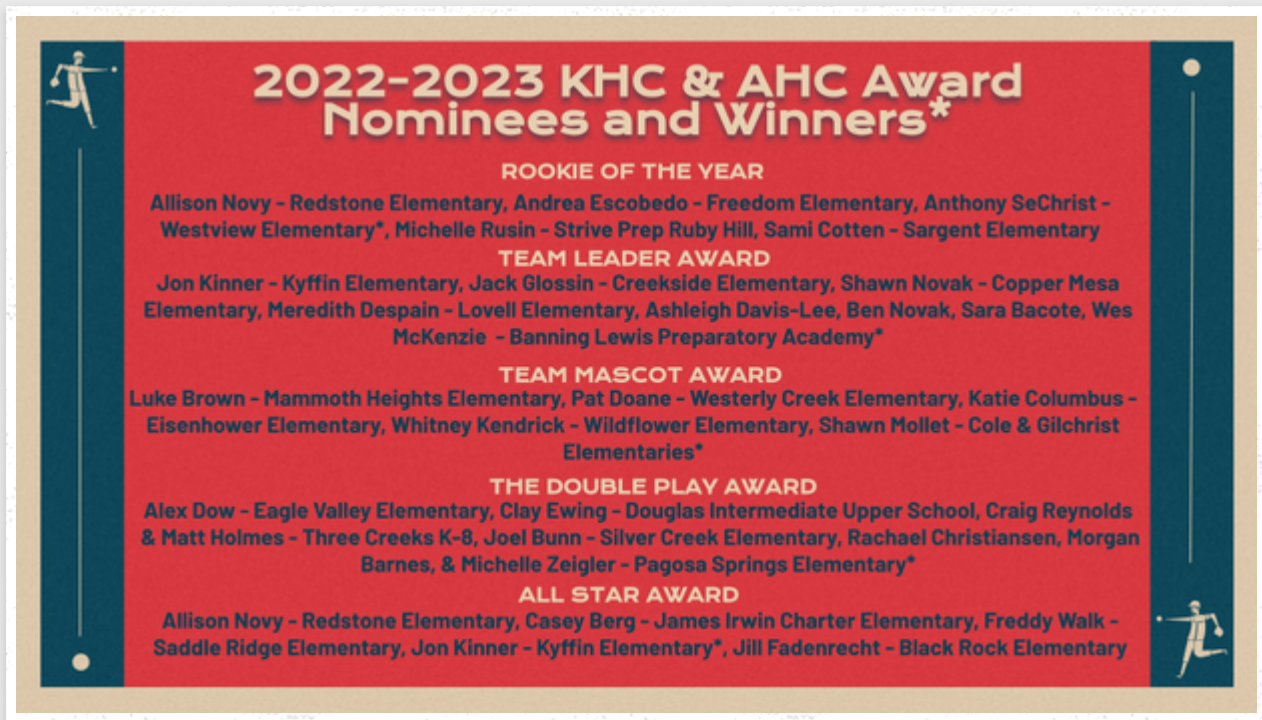 2022-2023 KHC & AHC Award
Nominees and Winners*
ROOKIE OF THE YEAR
Allison Novy - Redstone Elementary, Andrea Escobedo - Freedom Elementary, Anthony SeChrist -
Westview Elementary*, Michelle Rusin - Strive Prep Ruby Hill, Sami Cotten - Sargent Elementary
TEAM LEADER AWARD
Jon Kinner - Kyffin Elementary, Jack Glossin - Creekside Elementary, Shawn Novak - Copper Mesa
Elementary, Meredith Despain - Lovell Elementary, Ashleigh Davis-Lee, Ben Novak, Sara Bacote, Wes
McKenzie - Banning Lewis Preparatory Academy*
TEAM MASCOT AWARD
Luke Brown - Mammoth Heights Elementary, Pat Doane - Westerly Creek Elementary, Katie Columbus -
Eisenhower Elementary, Whitney Kendrick - Wildflower Elementary, Shawn Mollet - Cole & Gilchrist
Elementaries*
THE DOUBLE PLAY AWARD
Alex Dow - Eagle Valley Elementary, Clay Ewing - Douglas Intermediate Upper School, Craig Reynolds
& Matt Holmes - Three Creeks K-8, Joel Bunn - Silver Creek Elementary, Rachael Christiansen, Morgan
Barnes, & Michelle Zeigler - Pagosa Springs Elementary*
ALL STAR AWARD
Allison Novy - Redstone Elementary, Casey Berg - James Irwin Charter Elementary, Freddy Walk -
Saddle Ridge Elementary, Jon Kinner - Kyffin Elementary*, Jill Fadenrecht - Black Rock Elementary